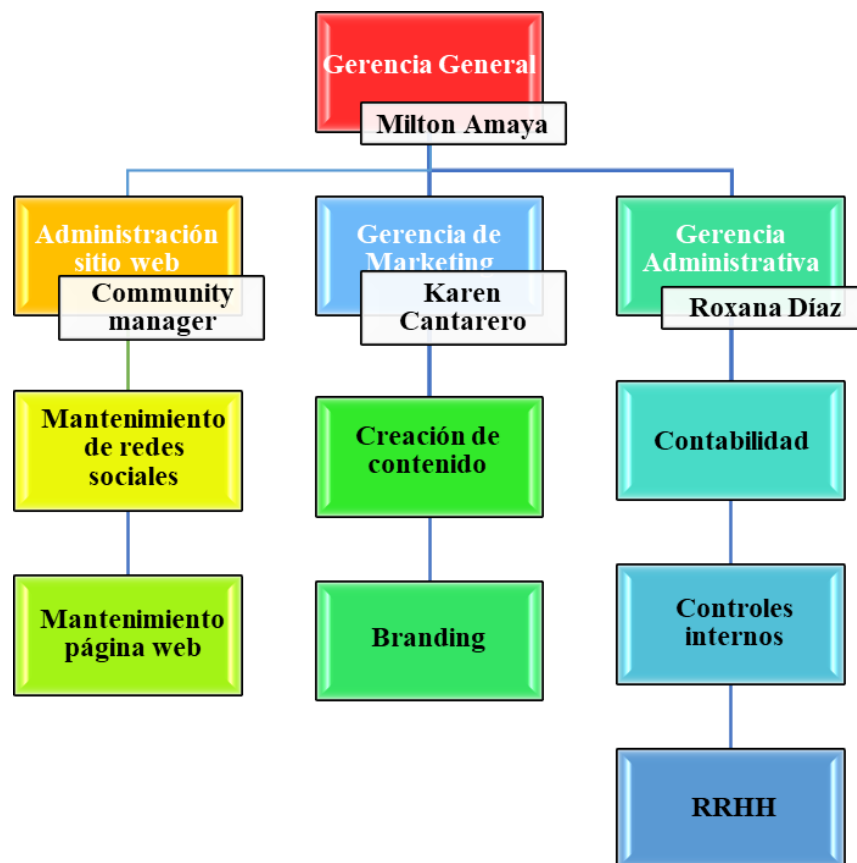 Gerencia General
Milton Amaya
Administración
sitio web
Community
manager
Gerencia de
Marketing
Karen
Cantarero
Gerencia
Administrativa
Roxana Díaz
Mantenimiento
de redes
sociales
Creación de
contenido
Contabilidad
Mantenimiento
página web
Branding
Controles
internos
RRHH